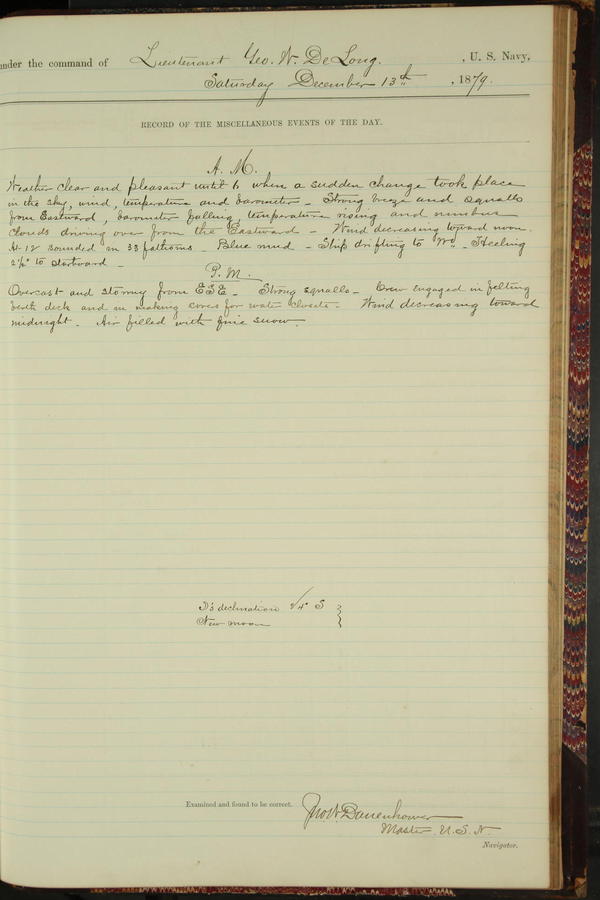 under the command of Lieutenant Geo. W. DeLong. , U. S. Navy,
Saturday December 13th , 1879.
RECORD OF THE MISCELLANEOUS EVENTS OF THE DAY.
A. M.
Weather clear and pleasant until 6 when a sudden change took place
in the sky, wind, temperature and barometer - Strong breeze and squalls
from Eastward, barometer falling, temperature rising and nimbus
clouds driving over from the Eastward - Wind decreasing toward noon.
At 12 sounded in 33 fathoms - Blue mud - Ship drifting to Wd - Heeling
to starboard -
P. M.
Overcast and stormy from ESE - Strong squalls - Crew engaged in felting
berth deck and in making covers for water closets - Wind decreasing toward
midnight - Air filled with fine snow.
declination S }
New moon
Examined and found to be correct. Jno. W. Danenhower
Master, U.S.N.
Navigator.